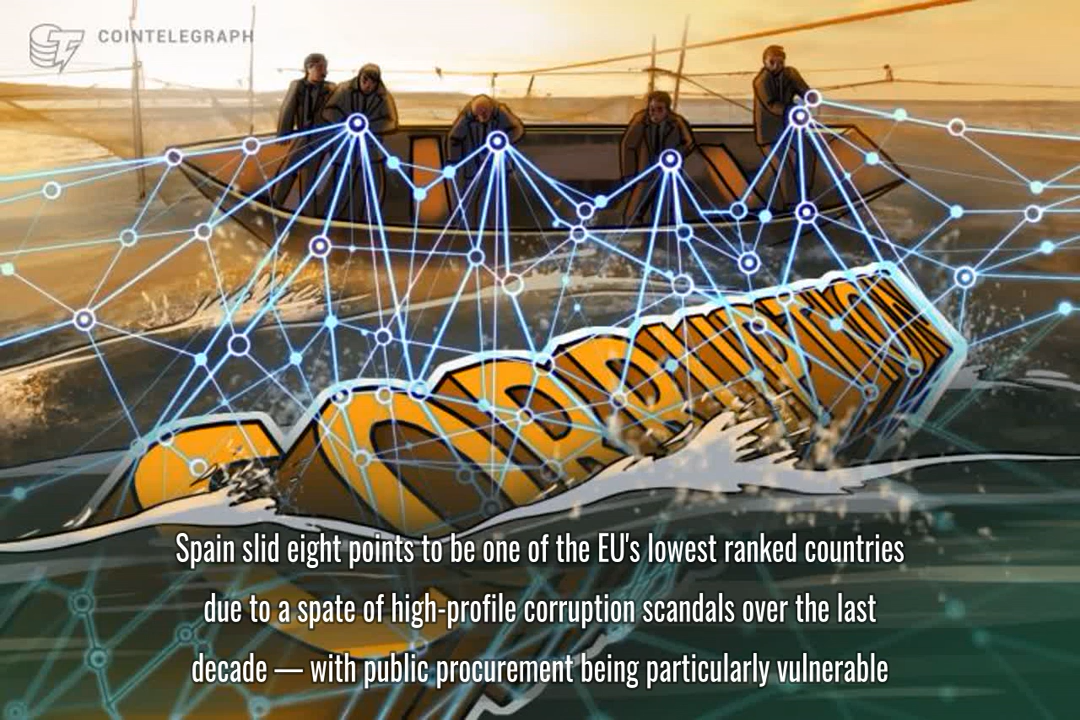 COINTELEGRAPH
CORRUPTION
Spain slid eight points to be one of the EU's lowest ranked countries
due to a spate of high-profile corruption scandals over the last
decade — with public procurement being particularly vulnerable